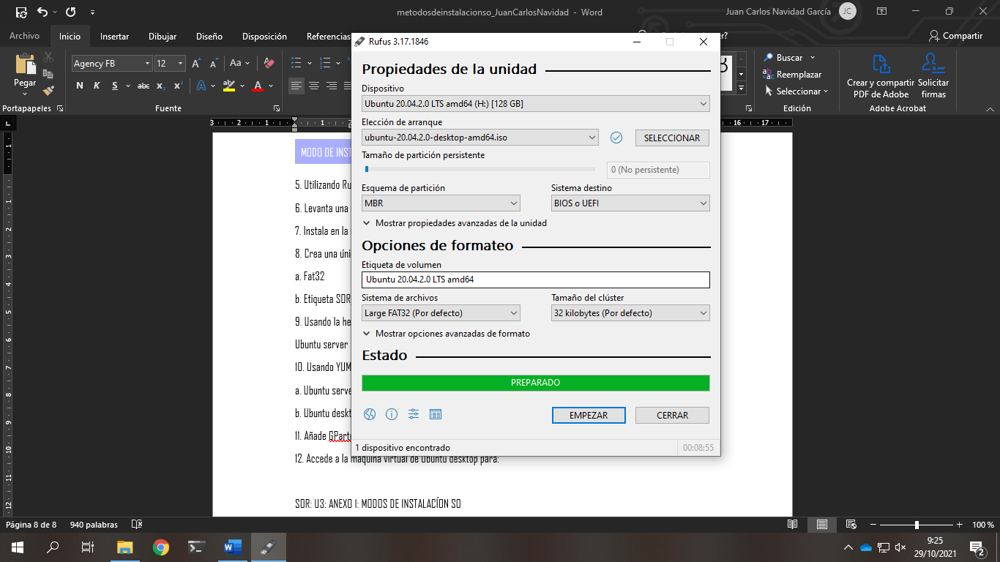 metodosdeinstalacionso_JuanCarlosNavidad - Word
Juan Carlos Navidad García
JC
Archivo
Inicio
Insertar
Dibujar
Diseño
Disposición
Referencias
Compartir
Pegar
Portapapeles
Agency FB
12
Aa
N K S abc x₂ x²
A
Fuente
Buscar
Reemplazar
Seleccionar
Edición
Crear y compartir
PDF de Adobe
Solicitar
firmas
Adobe Acrobat
Rufus 3.17.1846
Propiedades de la unidad
Dispositivo
Ubuntu 20.04.2.0 LTS amd64 (H:) [128 GB]
Elección de arranque
ubuntu-20.04.2.0-desktop-amd64.iso
SELECCIONAR
Tamaño de partición persistente
0 (No persistente)
Esquema de partición
Sistema destino
MBR
BIOS o UEFI
Mostrar propiedades avanzadas de la unidad
Opciones de formateo
Etiqueta de volumen
Ubuntu 20.04.2.0 LTS amd64
Sistema de archivos
Tamaño del clúster
Large FAT32 (Por defecto)
32 kilobytes (Por defecto)
Mostrar opciones avanzadas de formato
Estado
PREPARADO
EMPEZAR
CERRAR
1 dispositivo encontrado
00:08:55
MODO DE INST
5. Utilizando Ru
6. Levanta una
7. Instala en la
8. Crea una úni
a. Fat32
b. Etiqueta SOR
9. Usando la he
Ubuntu server
10. Usando YUM
a. Ubuntu serve
b. Ubuntu deskt
11. Añade GParte
12. Accede a la máquina virtual de Ubuntu desktop para:
SOR: U3: ANEXO 1: MODOS DE INSTALACÍON SO
Página 8 de 8
940 palabras
100 %
9:25
29/10/2021
2